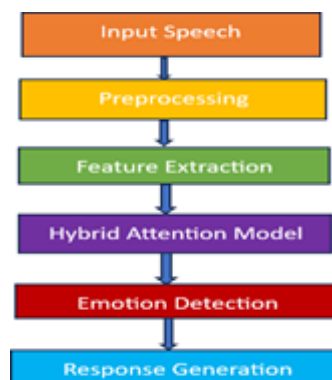 Input Speech
Preprocessing
Feature Extraction
Hybrid Attention Model
Emotion Detection
Response Generation